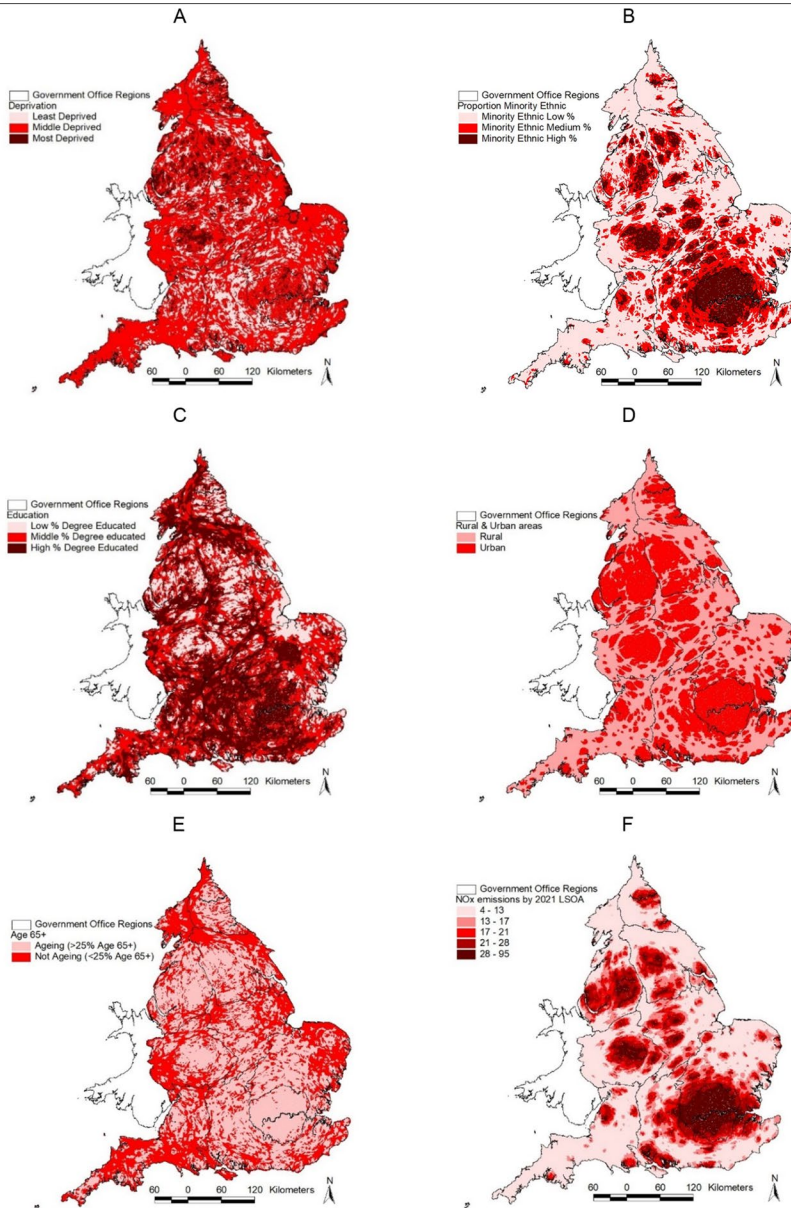 A
Government Office Regions
Deprivation
Least Deprived
Middle Deprived
Most Deprived
N
60 0 60 120 Kilometers
B
Government Office Regions
Proportion Minority Ethnic
Minority Ethnic Low %
Minority Ethnic Medium %
Minority Ethnic High %
N
60 0 60 120 Kilometers
C
Government Office Regions
Education
Low % Degree Educated
Middle % Degree educated
High % Degree Educated
N
60 0 60 120 Kilometers
D
Government Office Regions
Rural & Urban areas
Rural
Urban
N
60 0 60 120 Kilometers
E
Government Office Regions
Age 65+
Ageing (>25% Age 65+)
Not Ageing (<25% Age 65+)
N
60 0 60 120 Kilometers
F
Government Office Regions
NOx emissions by 2021 LSOA
4 - 13
13 - 17
17 - 21
21 - 28
28 - 95
N
60 0 60 120 Kilometers